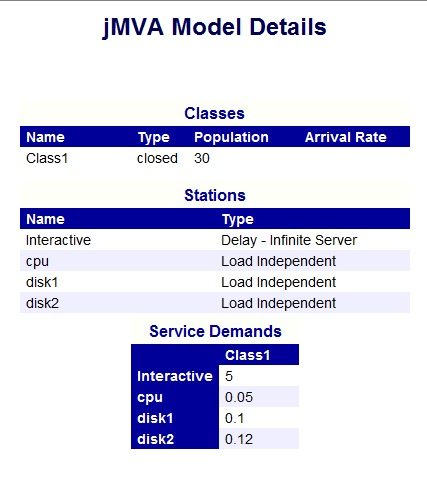 jMVA Model Details
Classes
Name Type Population Arrival Rate
Class1 closed 30
Stations
Name Type
Interactive Delay - Infinite Server
cpu Load Independent
disk1 Load Independent
disk2 Load Independent
Service Demands
Class1
Interactive 5
cpu 0.05
disk1 0.1
disk2 0.12